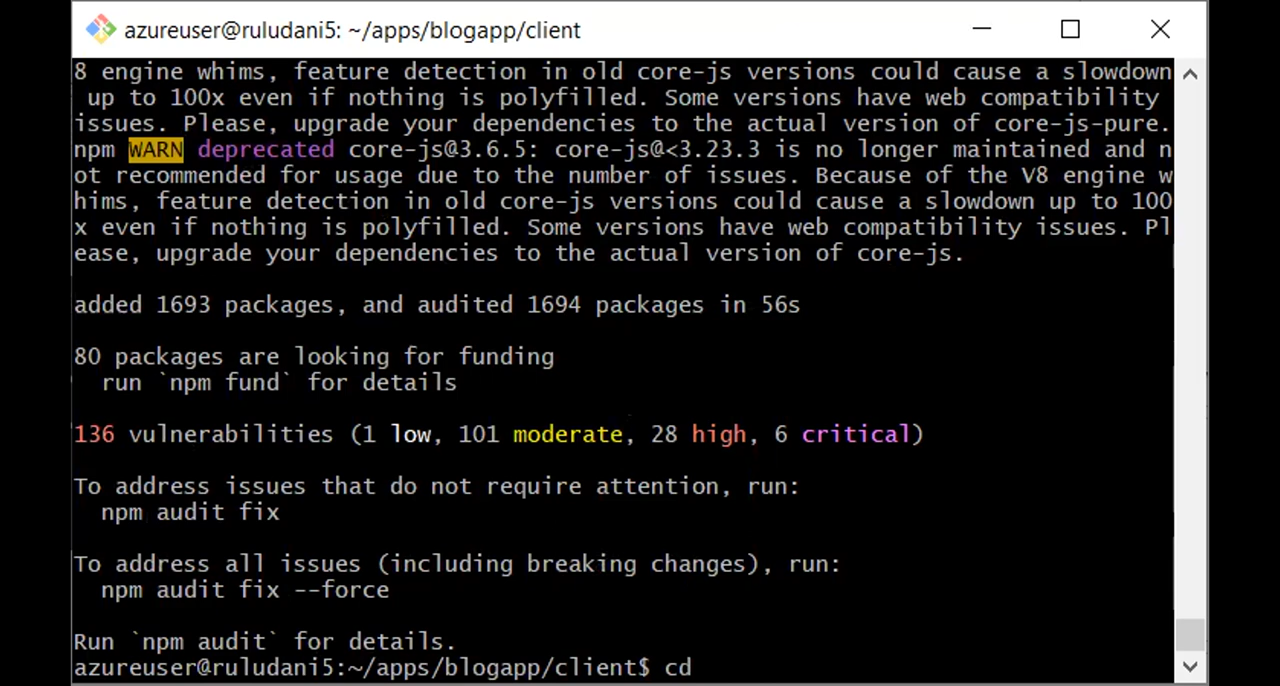 azureuser@ruludani5: ~/apps/blogapp/client
8 engine whims, feature detection in old core-js versions could cause a slowdown
up to 100x even if nothing is polyfilled. Some versions have web compatibility
issues. Please, upgrade your dependencies to the actual version of core-js-pure.
npm WARN deprecated core-js@3.6.5: core-js@<3.23.3 is no longer maintained and n
ot recommended for usage due to the number of issues. Because of the V8 engine w
hims, feature detection in old core-js versions could cause a slowdown up to 100
x even if nothing is polyfilled. Some versions have web compatibility issues. Pl
ease, upgrade your dependencies to the actual version of core-js.
added 1693 packages, and audited 1694 packages in 56s
80 packages are looking for funding
run `npm fund` for details
136 vulnerabilities (1 low, 101 moderate, 28 high, 6 critical)
To address issues that do not require attention, run:
npm audit fix
To address all issues (including breaking changes), run:
npm audit fix --force
Run `npm audit` for details.
azureuser@ruludani5:~/apps/blogapp/client$ cd